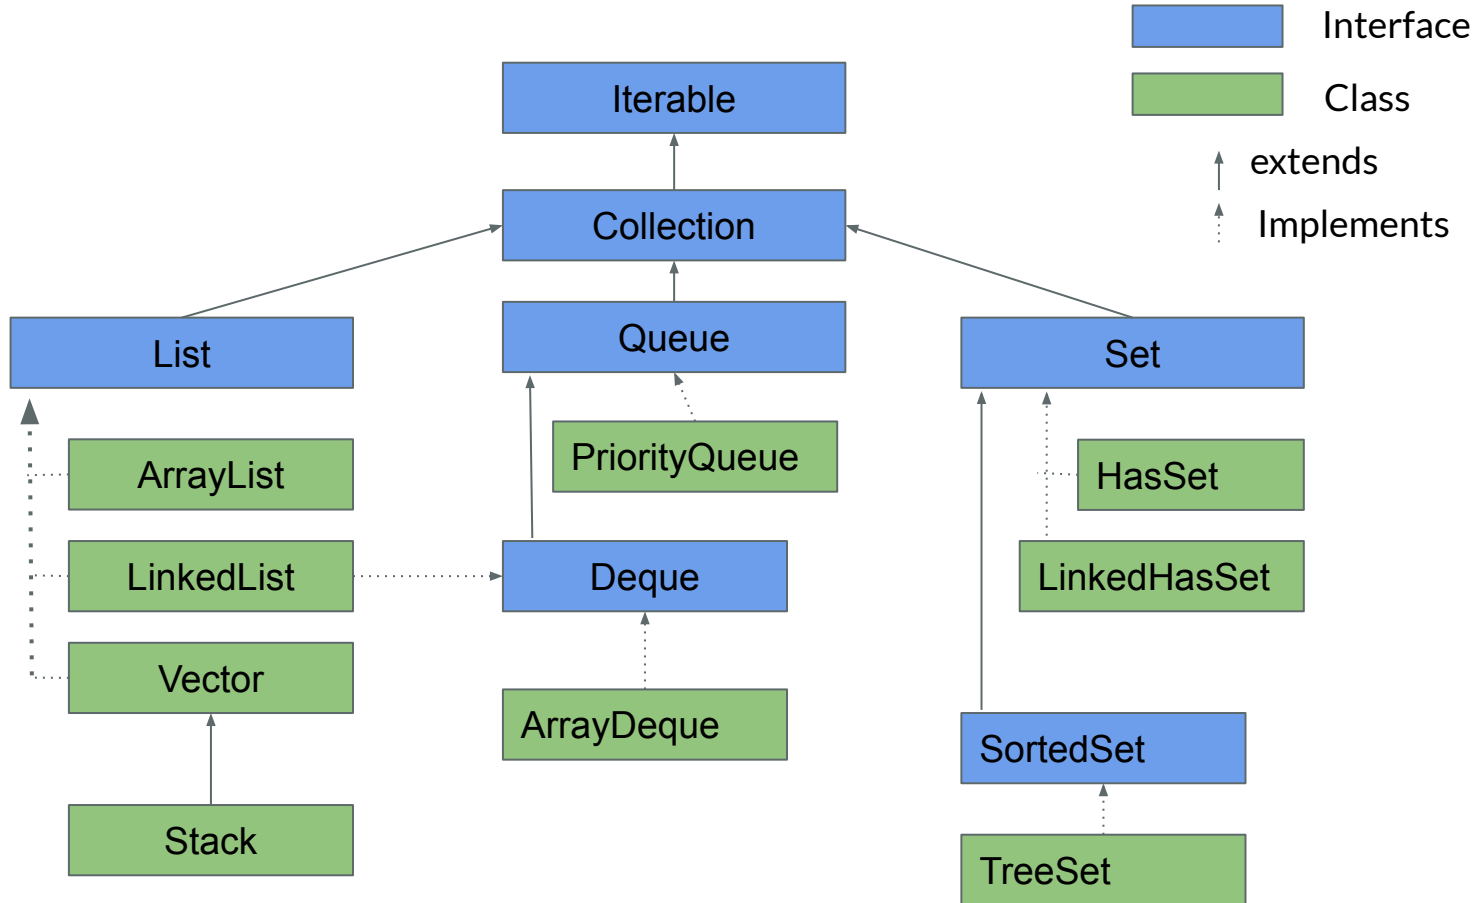 Interface
Class
extends
Implements
Iterable
Collection
List
Queue
Set
ArrayList
PriorityQueue
HasSet
LinkedList
Deque
LinkedHasSet
Vector
ArrayDeque
SortedSet
Stack
TreeSet